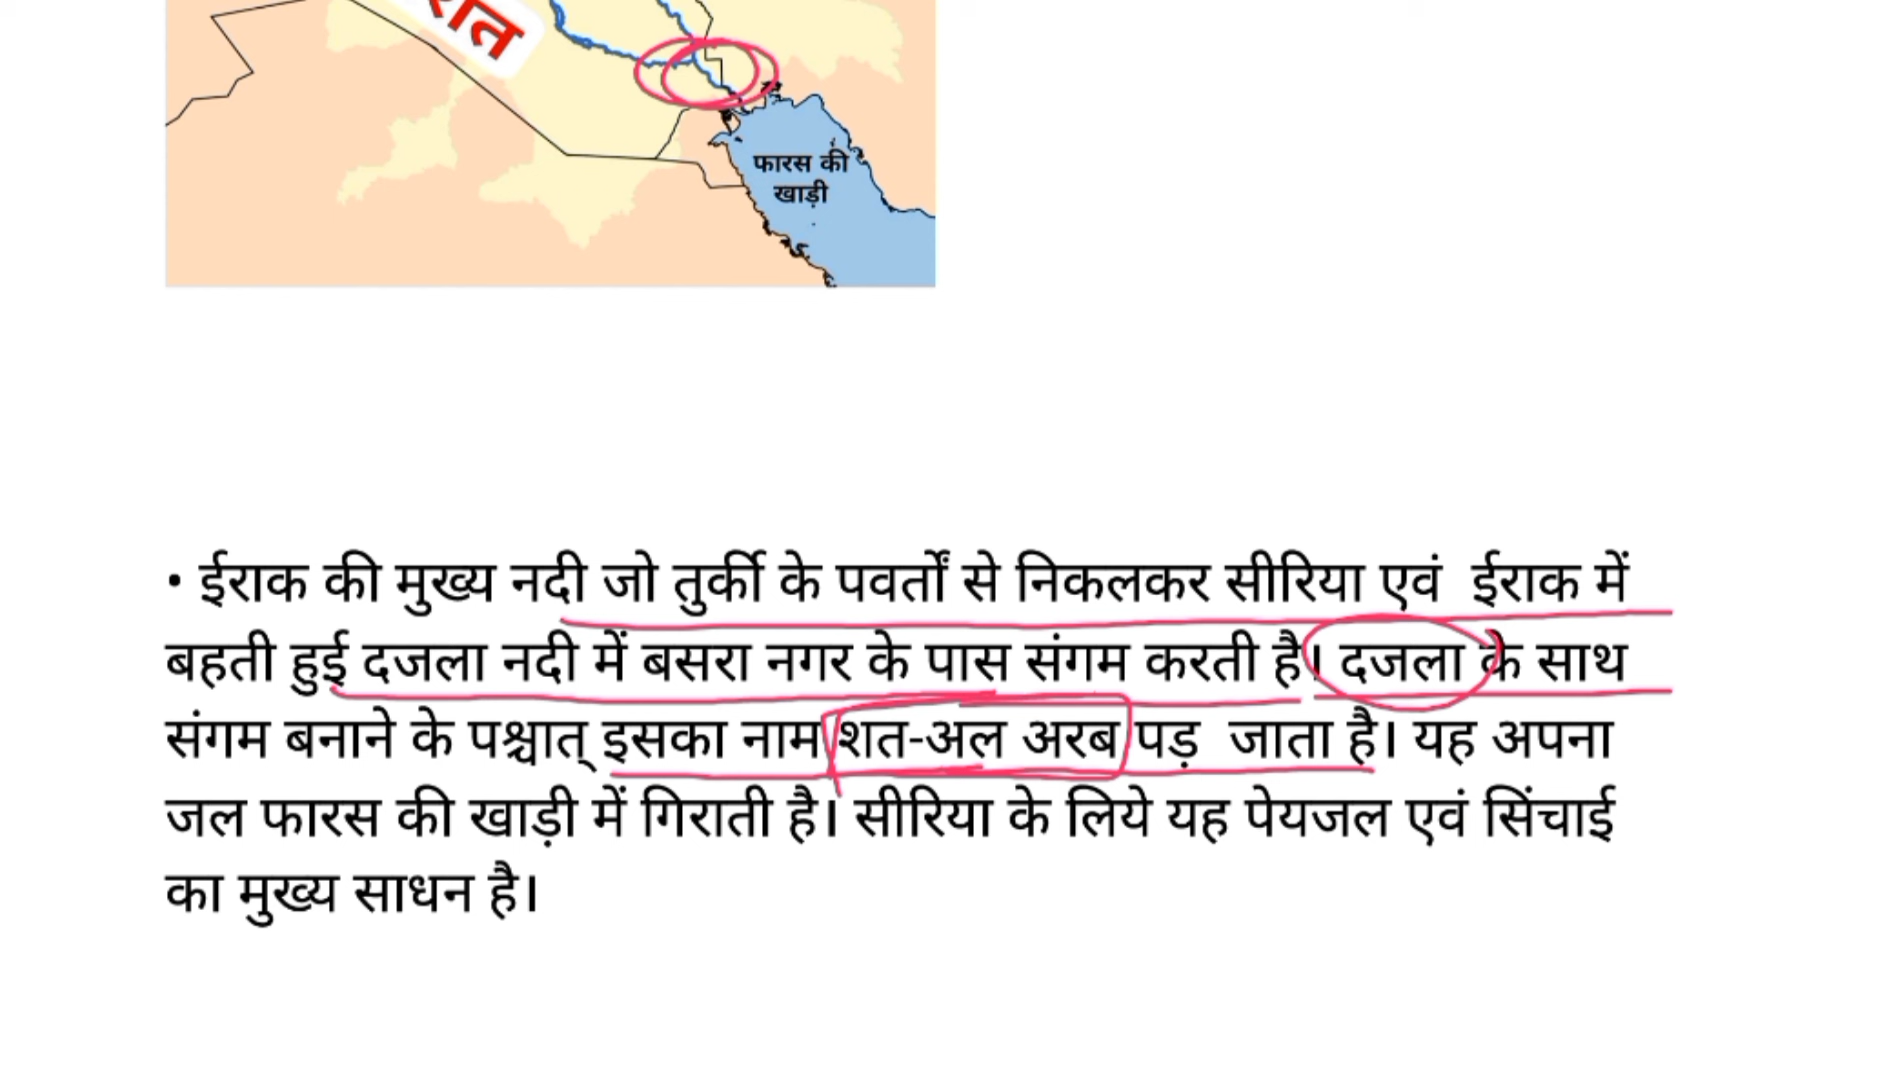 फारस की
खाड़ी
• ईराक की मुख्य नदी जो तुर्की के पवर्तों से निकलकर सीरिया एवं ईराक में
बहती हुई दजला नदी में बसरा नगर के पास संगम करती है। दजला के साथ
संगम बनाने के पश्चात् इसका नाम शत-अल अरब पड़ जाता है। यह अपना
जल फारस की खाड़ी में गिराती है। सीरिया के लिये यह पेयजल एवं सिंचाई
का मुख्य साधन है।